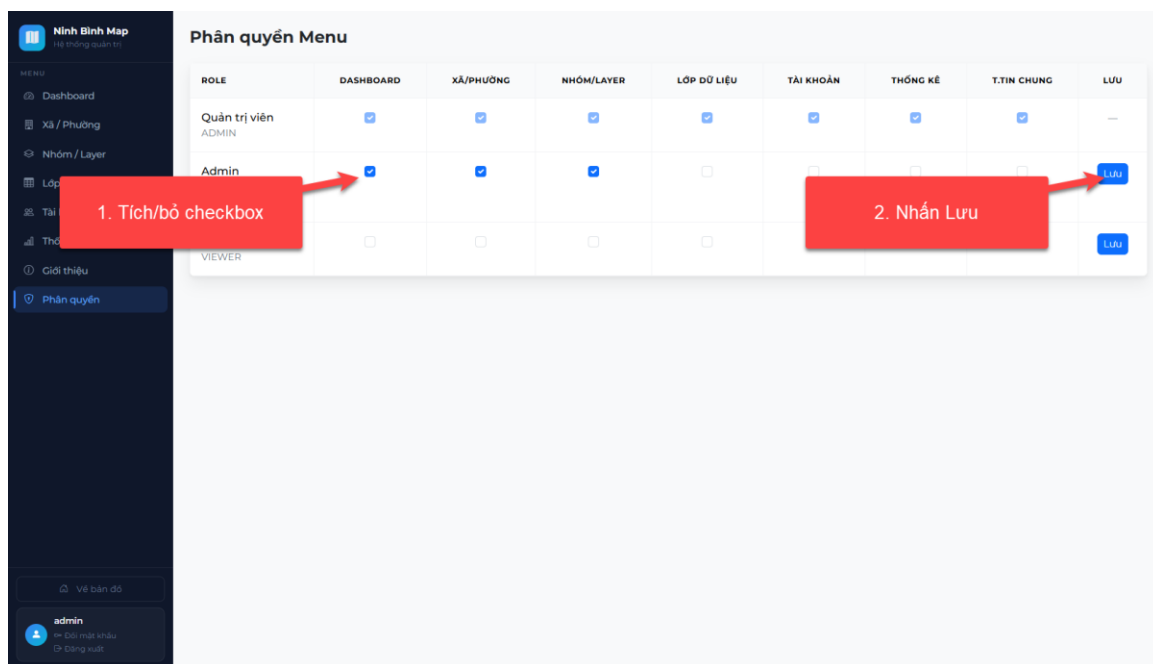 Ninh Bình Map
Hệ thống quản trị
MENU
Dashboard
Xã / Phường
Nhóm / Layer
Lớp
Tài
Giới thiệu
Phân quyền
Về bản đồ
admin
Đổi mật khẩu
Đăng xuất
Phân quyền Menu
ROLE DASHBOARD XÃ/PHƯỜNG NHÓM/LAYER LỚP DỮ LIỆU TÀI KHOẢN THỐNG KÊ T.TIN CHUNG LƯU
Quản trị viên
ADMIN
—
Admin
Lưu
1. Tích/bỏ checkbox
2. Nhấn Lưu
VIEWER
Lưu